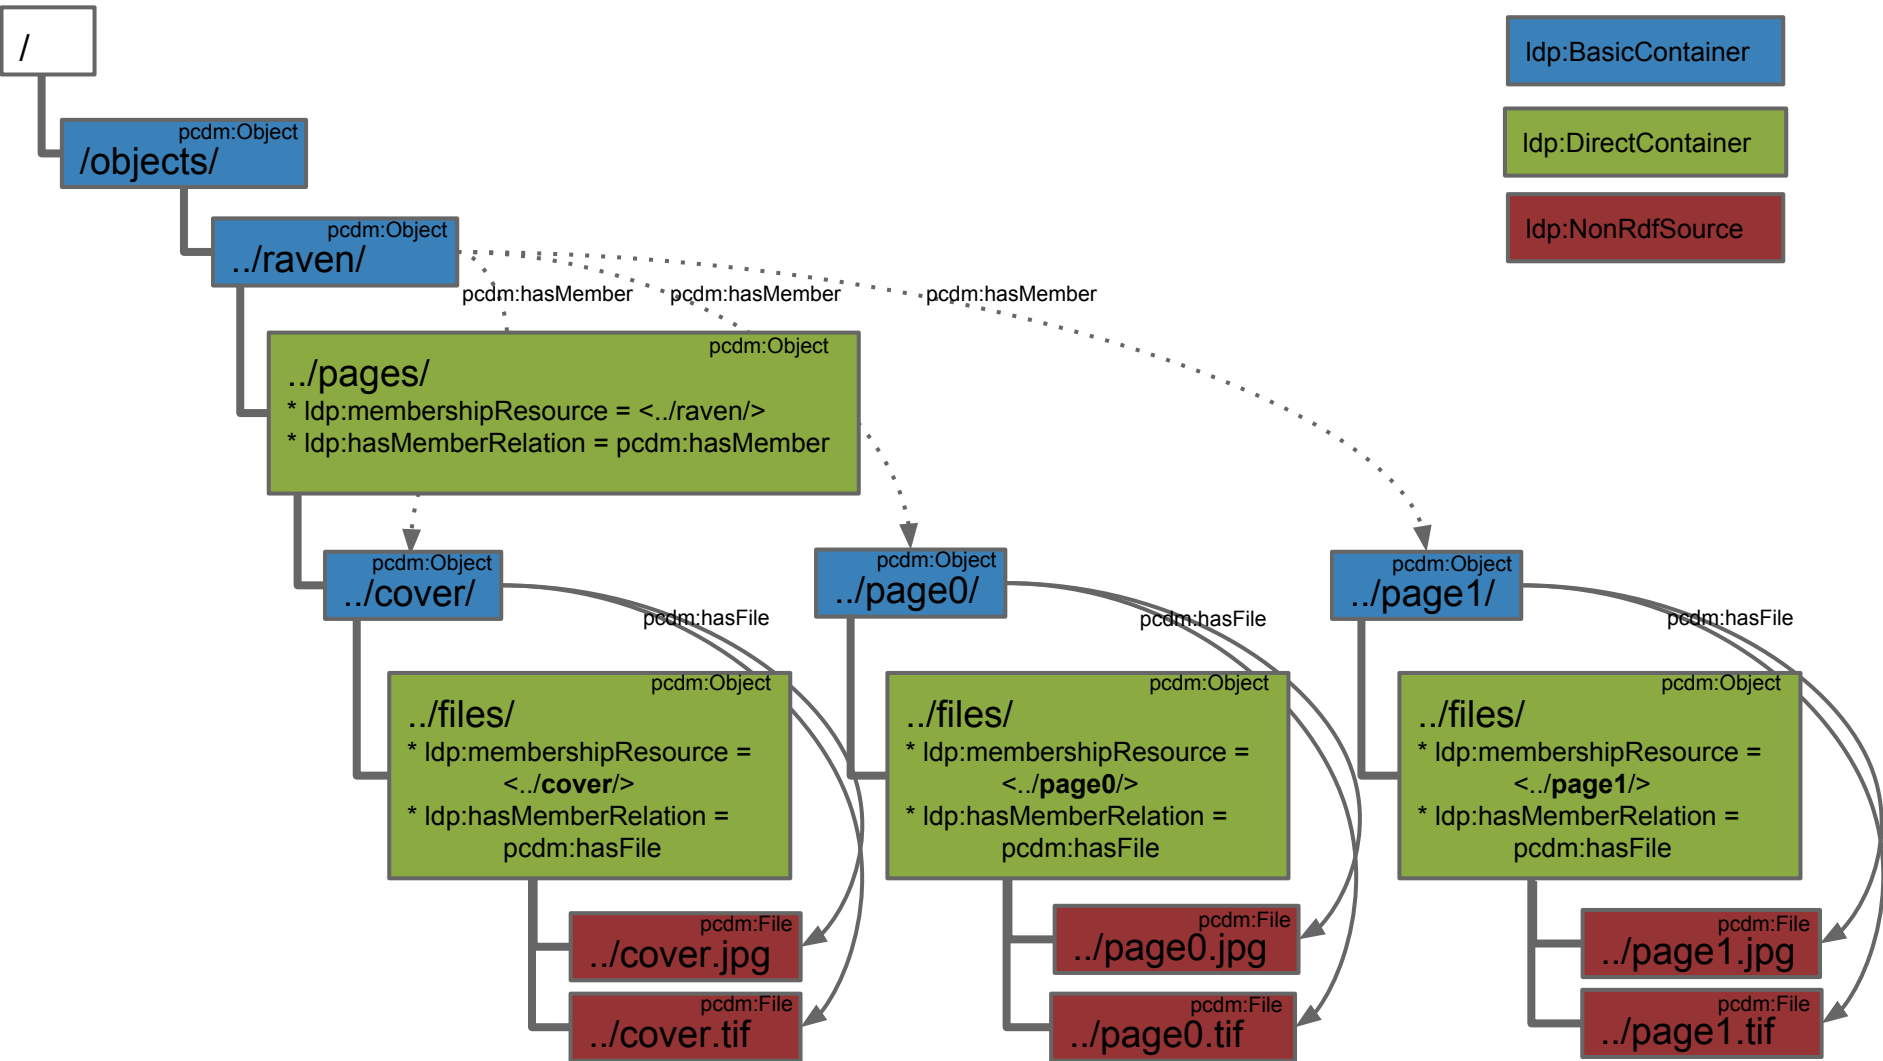 /
ldp:BasicContainer
ldp:DirectContainer
ldp:NonRdfSource
pcdm:Object
/objects/
pcdm:Object
../raven/
pcdm:hasMember
pcdm:hasMember
pcdm:hasMember
pcdm:Object
../pages/
* ldp:membershipResource = <../raven/>
* ldp:hasMemberRelation = pcdm:hasMember
pcdm:Object
../cover/
pcdm:hasFile
pcdm:Object
../page0/
pcdm:hasFile
pcdm:Object
../page1/
pcdm:hasFile
pcdm:Object
../files/
* ldp:membershipResource =
<../cover/>
* ldp:hasMemberRelation =
pcdm:hasFile
pcdm:Object
../files/
* ldp:membershipResource =
<../page0/>
* ldp:hasMemberRelation =
pcdm:hasFile
pcdm:Object
../files/
* ldp:membershipResource =
<../page1/>
* ldp:hasMemberRelation =
pcdm:hasFile
pcdm:File
../cover.jpg
pcdm:File
../cover.tif
pcdm:File
../page0.jpg
pcdm:File
../page0.tif
pcdm:File
../page1.jpg
pcdm:File
../page1.tif